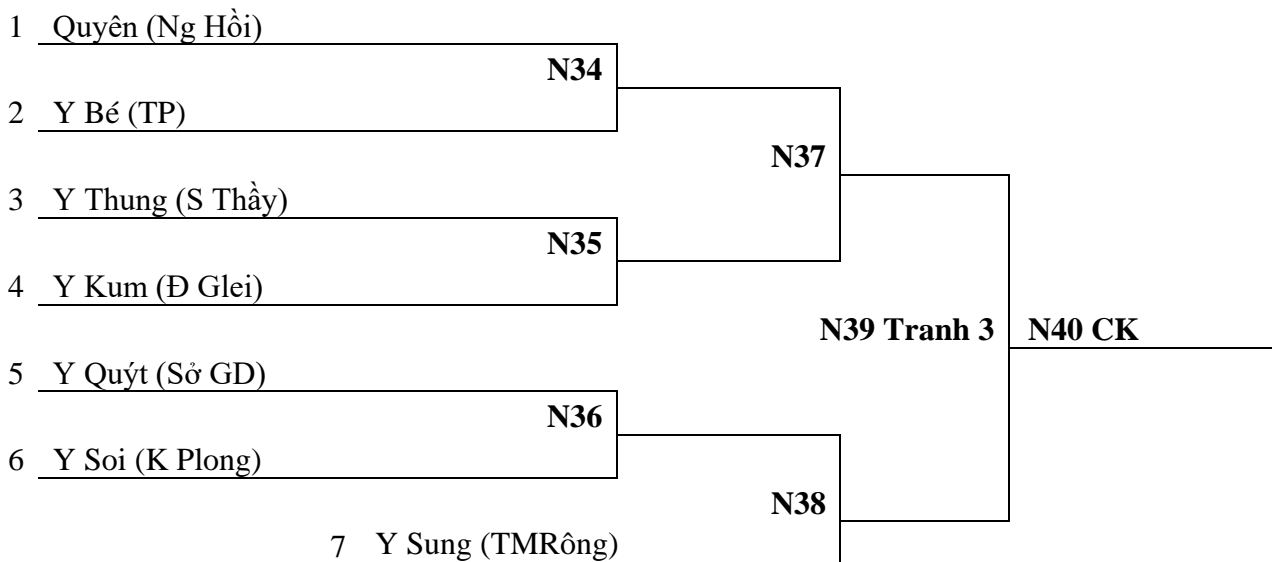 1 Quyên (Ng Hồi)
N34
2 Y Bé (TP)
N37
3 Y Thung (S Thầy)
N35
4 Y Kum (Đ Glei)
N39 Tranh 3 N40 CK
5 Y Quýt (Sở GD)
N36
6 Y Soi (K Plong)
N38
7 Y Sung (TMRông)